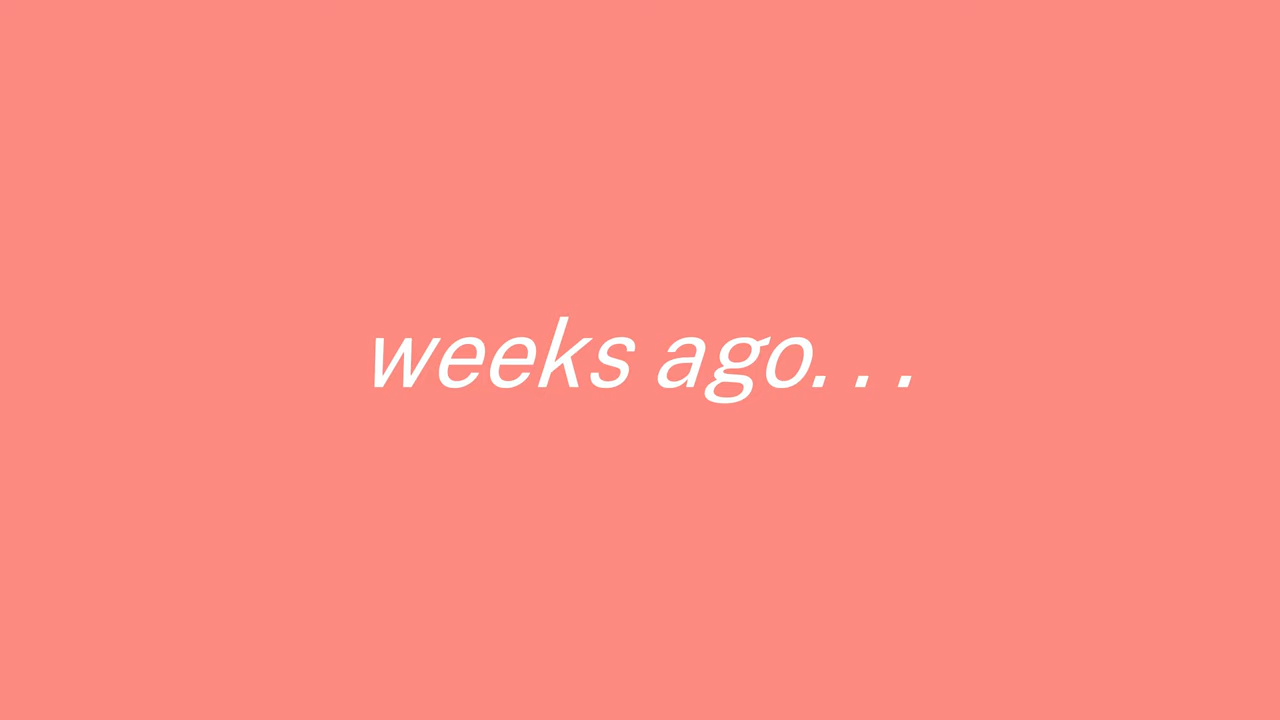 weeks ago. . .